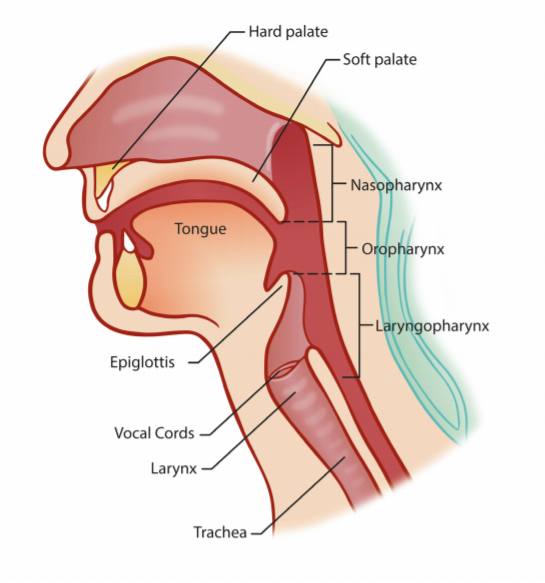 Hard palate
Soft palate
Nasopharynx
Tongue
Oropharynx
Laryngopharynx
Epiglottis
Vocal Cords
Larynx
Trachea